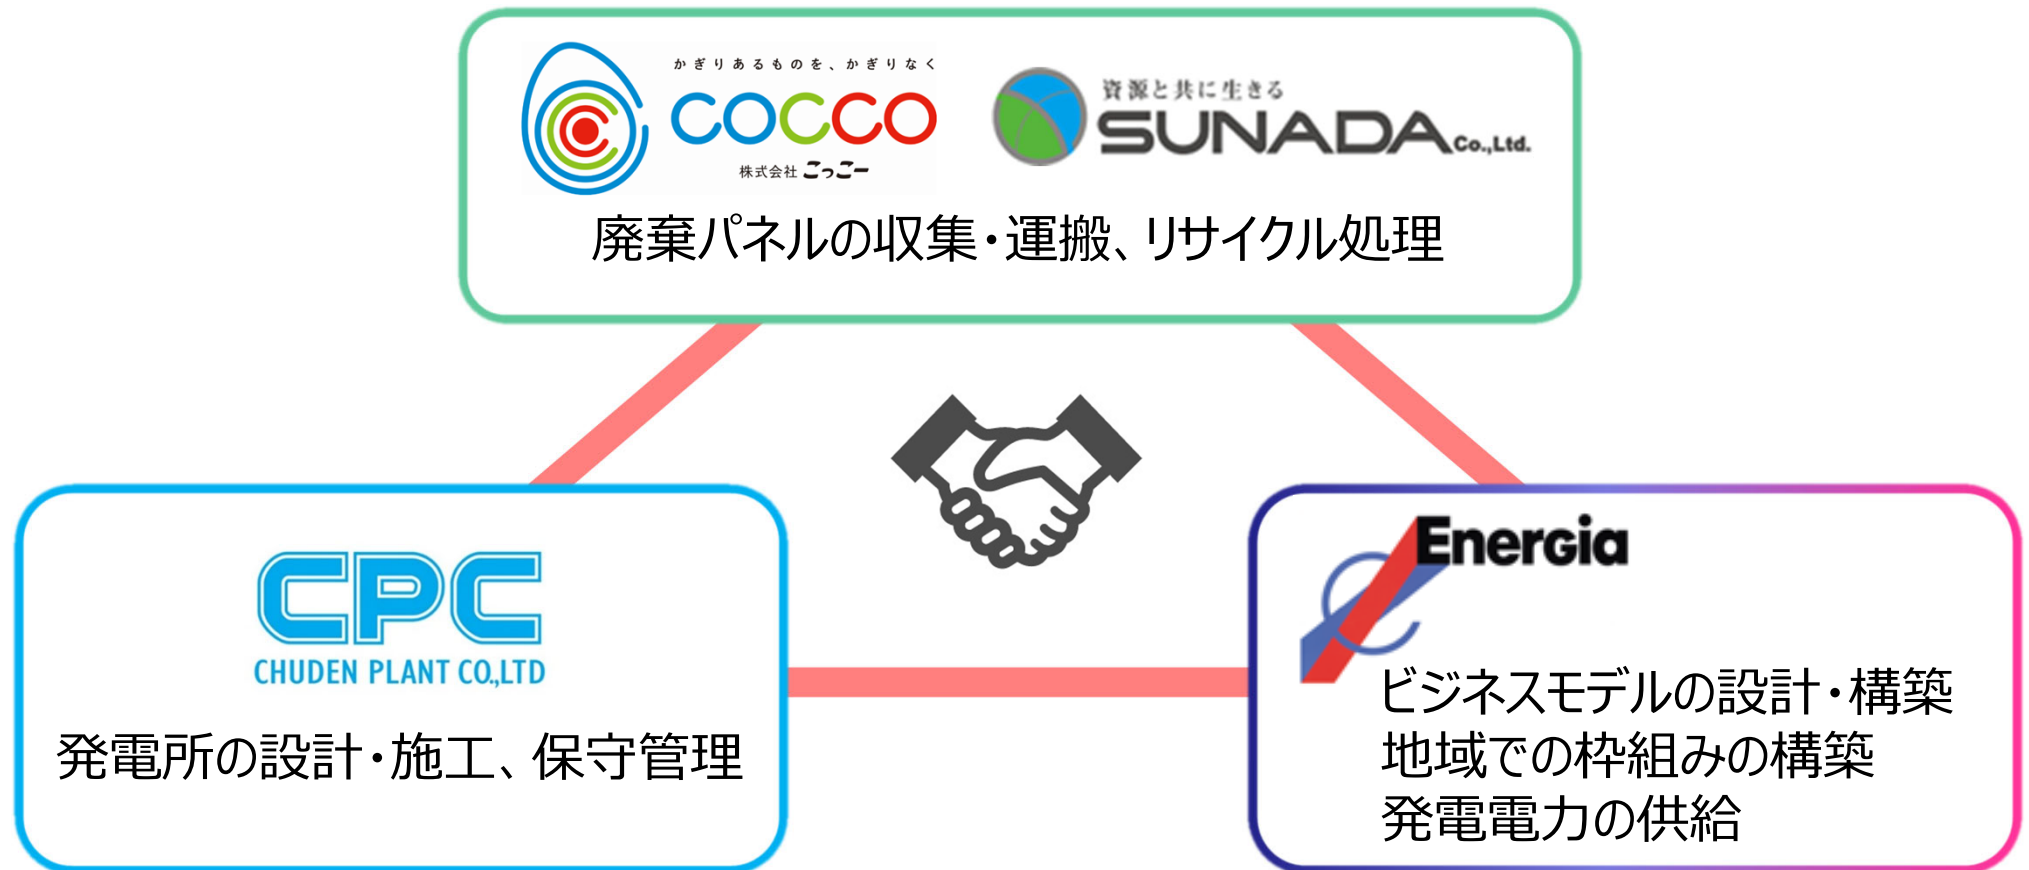 かぎりあるものを、かぎりなく
COCCO
株式会社 こっこー
資源と共に生きる
SUNADA Co.,Ltd.
廃棄パネルの収集・運搬、リサイクル処理
CPC
CHUDEN PLANT CO.,LTD
発電所の設計・施工、保守管理
Energia
ビジネスモデルの設計・構築
地域での枠組みの構築
発電電力の供給